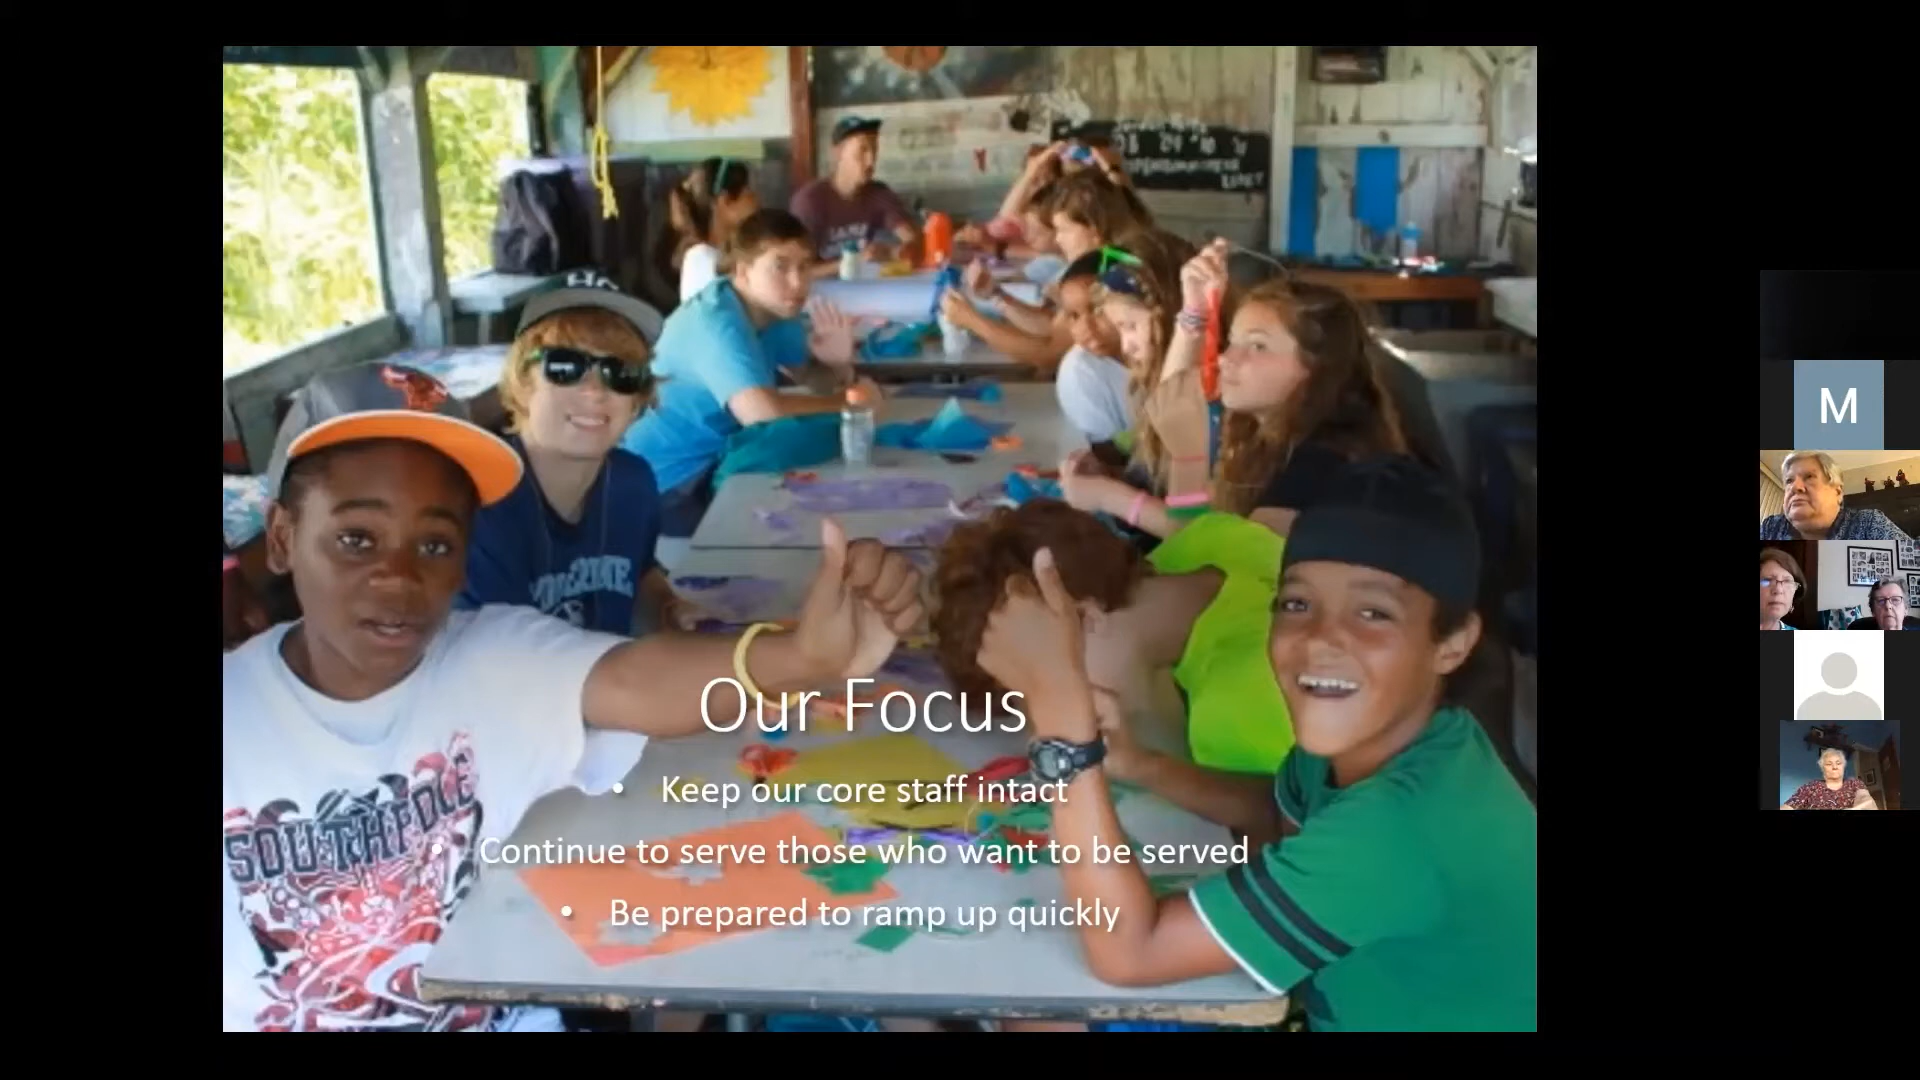 Our Focus
• Keep our core staff intact
• Continue to serve those who want to be served
• Be prepared to ramp up quickly
SOUTHPOLE
M